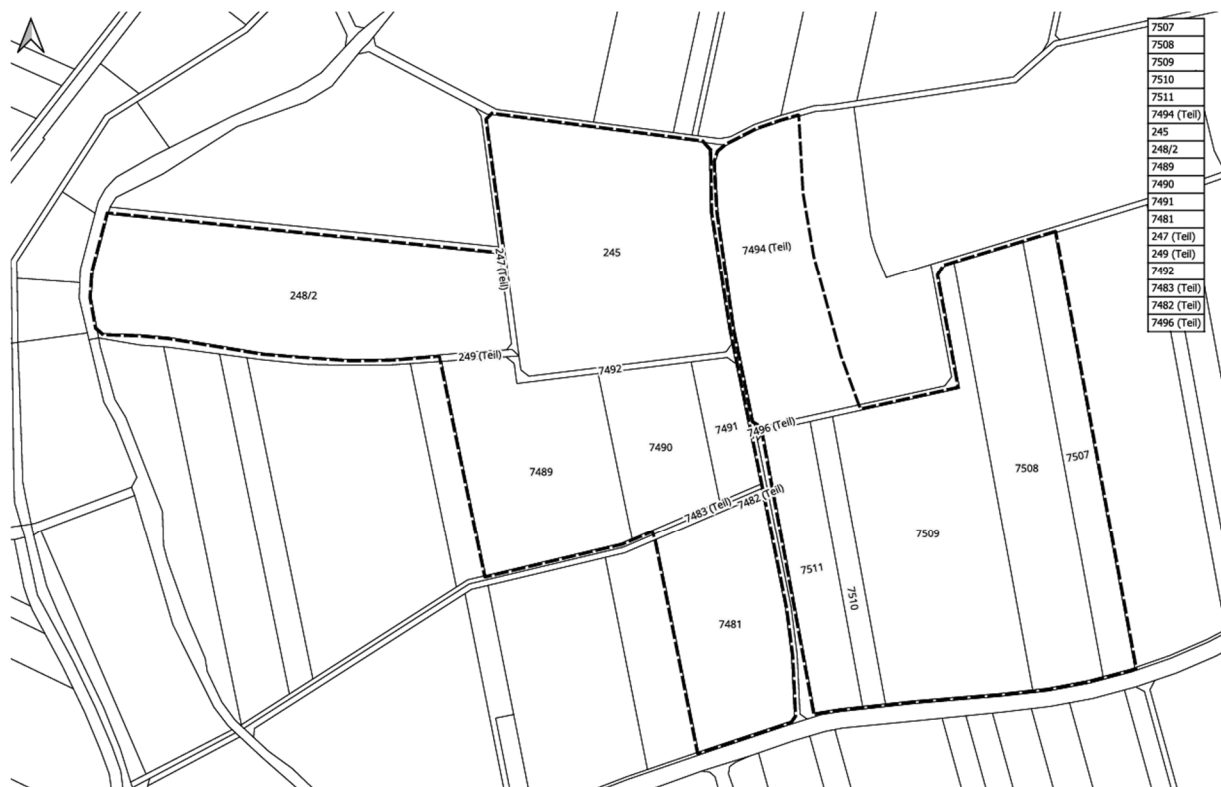 7507
7508
7509
7510
7511
7494 (Teil)
245
248/2
7489
7490
7491
7481
247 (Teil)
249 (Teil)
7492
7483 (Teil)
7482 (Teil)
7496 (Teil)
245
7494 (Teil)
247 (Teil)
248/2
249 (Teil)
7492
7491
7496 (Teil)
7490
7489
7507
7508
7483 (Teil)
7482 (Teil)
7509
7511
7510
7481